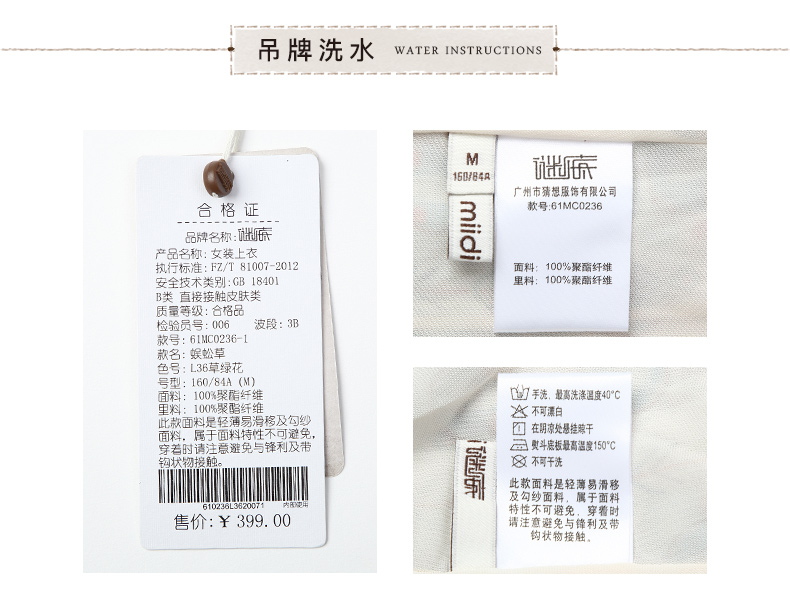 吊牌洗水 WATER INSTRUCTIONS
合格证
品牌名称:谜底
产品名称:女装上衣
执行标准:FZ/T 81007-2012
安全技术类别:GB 18401
B类 直接接触皮肤类
质量等级:合格品
检验员号:006 波段:3B
款号:61MC0236-1
款名:蜈蚣草
色号:L36草绿花
号型:160/84A (M)
面料:100%聚酯纤维
里料:100%聚酯纤维
此款面料是轻薄易滑移及勾纱
面料,属于面料特性不可避免,
穿着时请注意避免与锋利及带
钩状物接触。
610236L3620071 内部使用
售价:¥ 399.00
M
160/84A
miidi
谜底
广州市猜想服饰有限公司
款号:61MC0236
面料:100%聚酯纤维
里料:100%聚酯纤维
手洗,最高洗涤温度40°C
不可漂白
在阴凉处悬挂晾干
熨斗底板最高温度150°C
不可干洗
此款面料是轻薄易滑移
及勾纱面料,属于面料
特性不可避免,穿着时
请注意避免与锋利及带
钩状物接触。
谜底